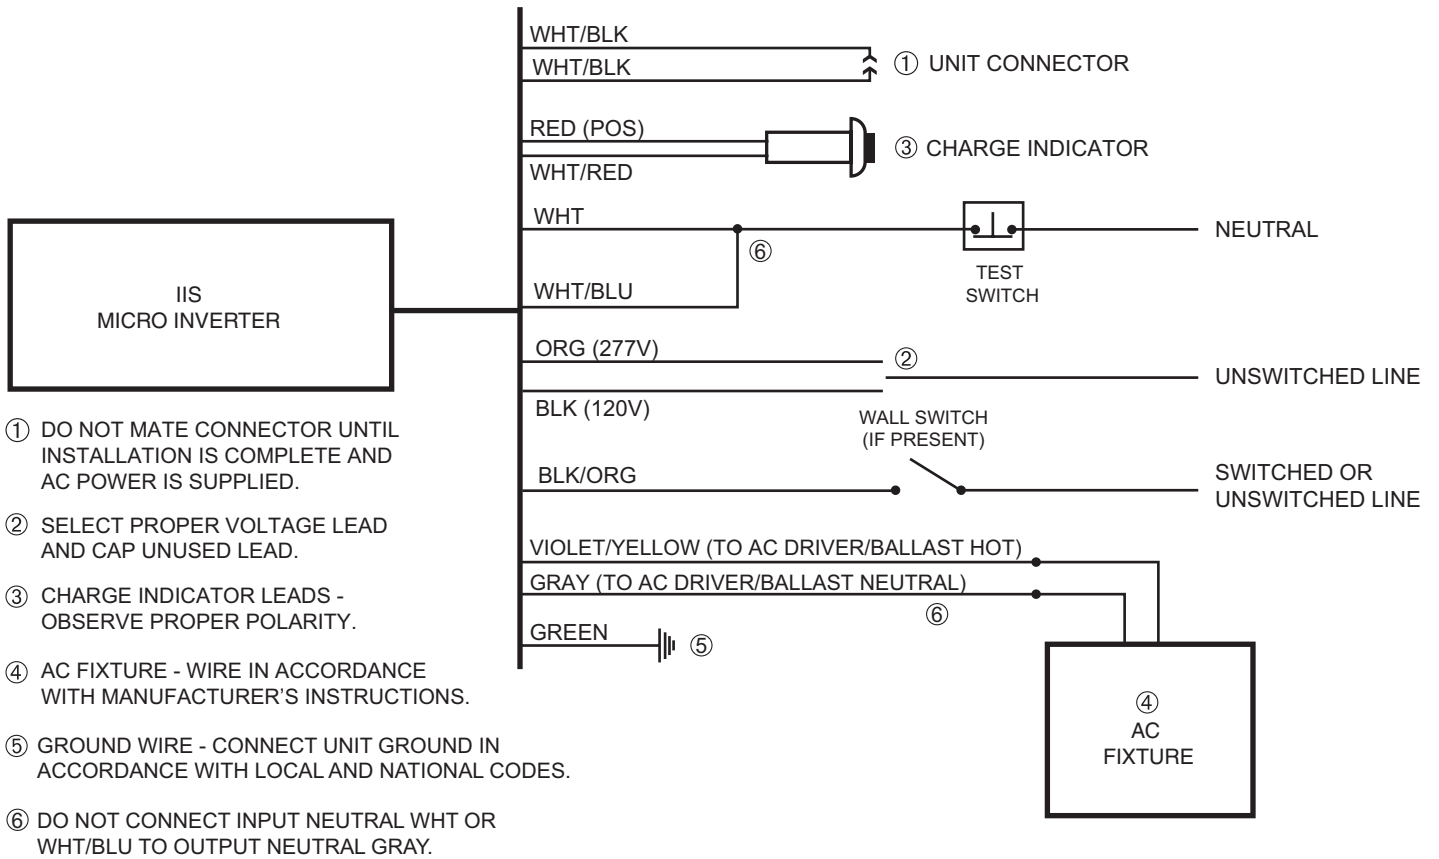 WHT/BLK
WHT/BLK
① UNIT CONNECTOR
RED (POS)
WHT/RED
③ CHARGE INDICATOR
WHT
⑥
TEST
SWITCH
NEUTRAL
WHT/BLU
IIS
MICRO INVERTER
ORG (277V)
②
BLK (120V)
UNSWITCHED LINE
WALL SWITCH
(IF PRESENT)
BLK/ORG
SWITCHED OR
UNSWITCHED LINE
VIOLET/YELLOW (TO AC DRIVER/BALLAST HOT)
GRAY (TO AC DRIVER/BALLAST NEUTRAL)
⑥
GREEN
⑤
④
AC
FIXTURE
① DO NOT MATE CONNECTOR UNTIL
INSTALLATION IS COMPLETE AND
AC POWER IS SUPPLIED.
② SELECT PROPER VOLTAGE LEAD
AND CAP UNUSED LEAD.
③ CHARGE INDICATOR LEADS -
OBSERVE PROPER POLARITY.
④ AC FIXTURE - WIRE IN ACCORDANCE
WITH MANUFACTURER'S INSTRUCTIONS.
⑤ GROUND WIRE - CONNECT UNIT GROUND IN
ACCORDANCE WITH LOCAL AND NATIONAL CODES.
⑥ DO NOT CONNECT INPUT NEUTRAL WHT OR
WHT/BLU TO OUTPUT NEUTRAL GRAY.